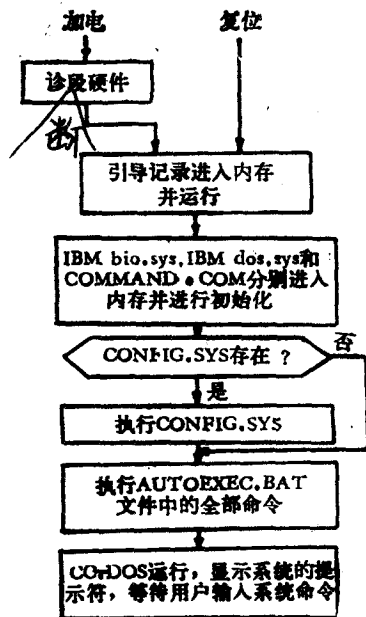 加电
复位
诊段硬件
断
引导记录进入内存
并运行
IBM bio.sys,IBM dos.sys和
COMMAND.COM分别进入
内存并进行初始化
CONFIG.SYS存在？
否
是
执行CONFIG.SYS
执行AUTOEXEC.BAT
文件中的全部命令
CO-DOS运行，显示系统的提
示符，等待用户输入系统命令